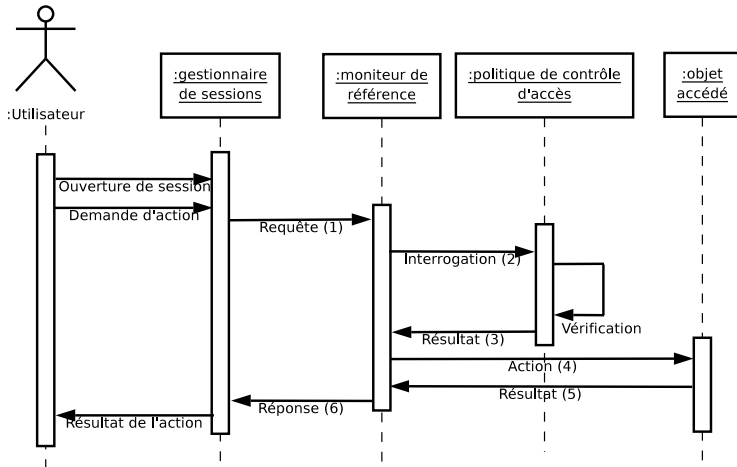 :gestionnaire
de sessions
:moniteur de
référence
:politique de contrôle
d'accès
:objet
accédé
:Utilisateur
Ouverture de session
Demande d'action
Requête (1)
Interrogation (2)
Vérification
Résultat (3)
Action (4)
Résultat (5)
Réponse (6)
Résultat de l'action